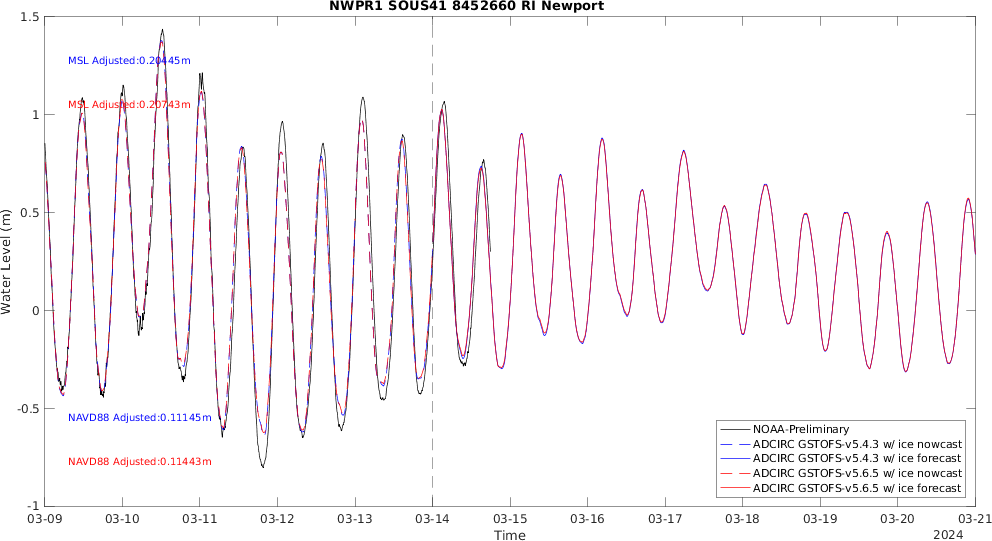 NWPR1 SOUS41 8452660 RI Newport
1.5
1
0.5
0
-0.5
-1
Water Level (m)
MSL Adjusted:0.20445m
MSL Adjusted:0.20743m
NAVD88 Adjusted:0.11145m
NAVD88 Adjusted:0.11443m
NOAA-Preliminary
ADCIRC GSTOFS-v5.4.3 w/ ice nowcast
ADCIRC GSTOFS-v5.4.3 w/ ice forecast
ADCIRC GSTOFS-v5.6.5 w/ ice nowcast
ADCIRC GSTOFS-v5.6.5 w/ ice forecast
03-09 03-10 03-11 03-12 03-13 03-14 03-15 03-16 03-17 03-18 03-19 03-20 03-21
Time
2024